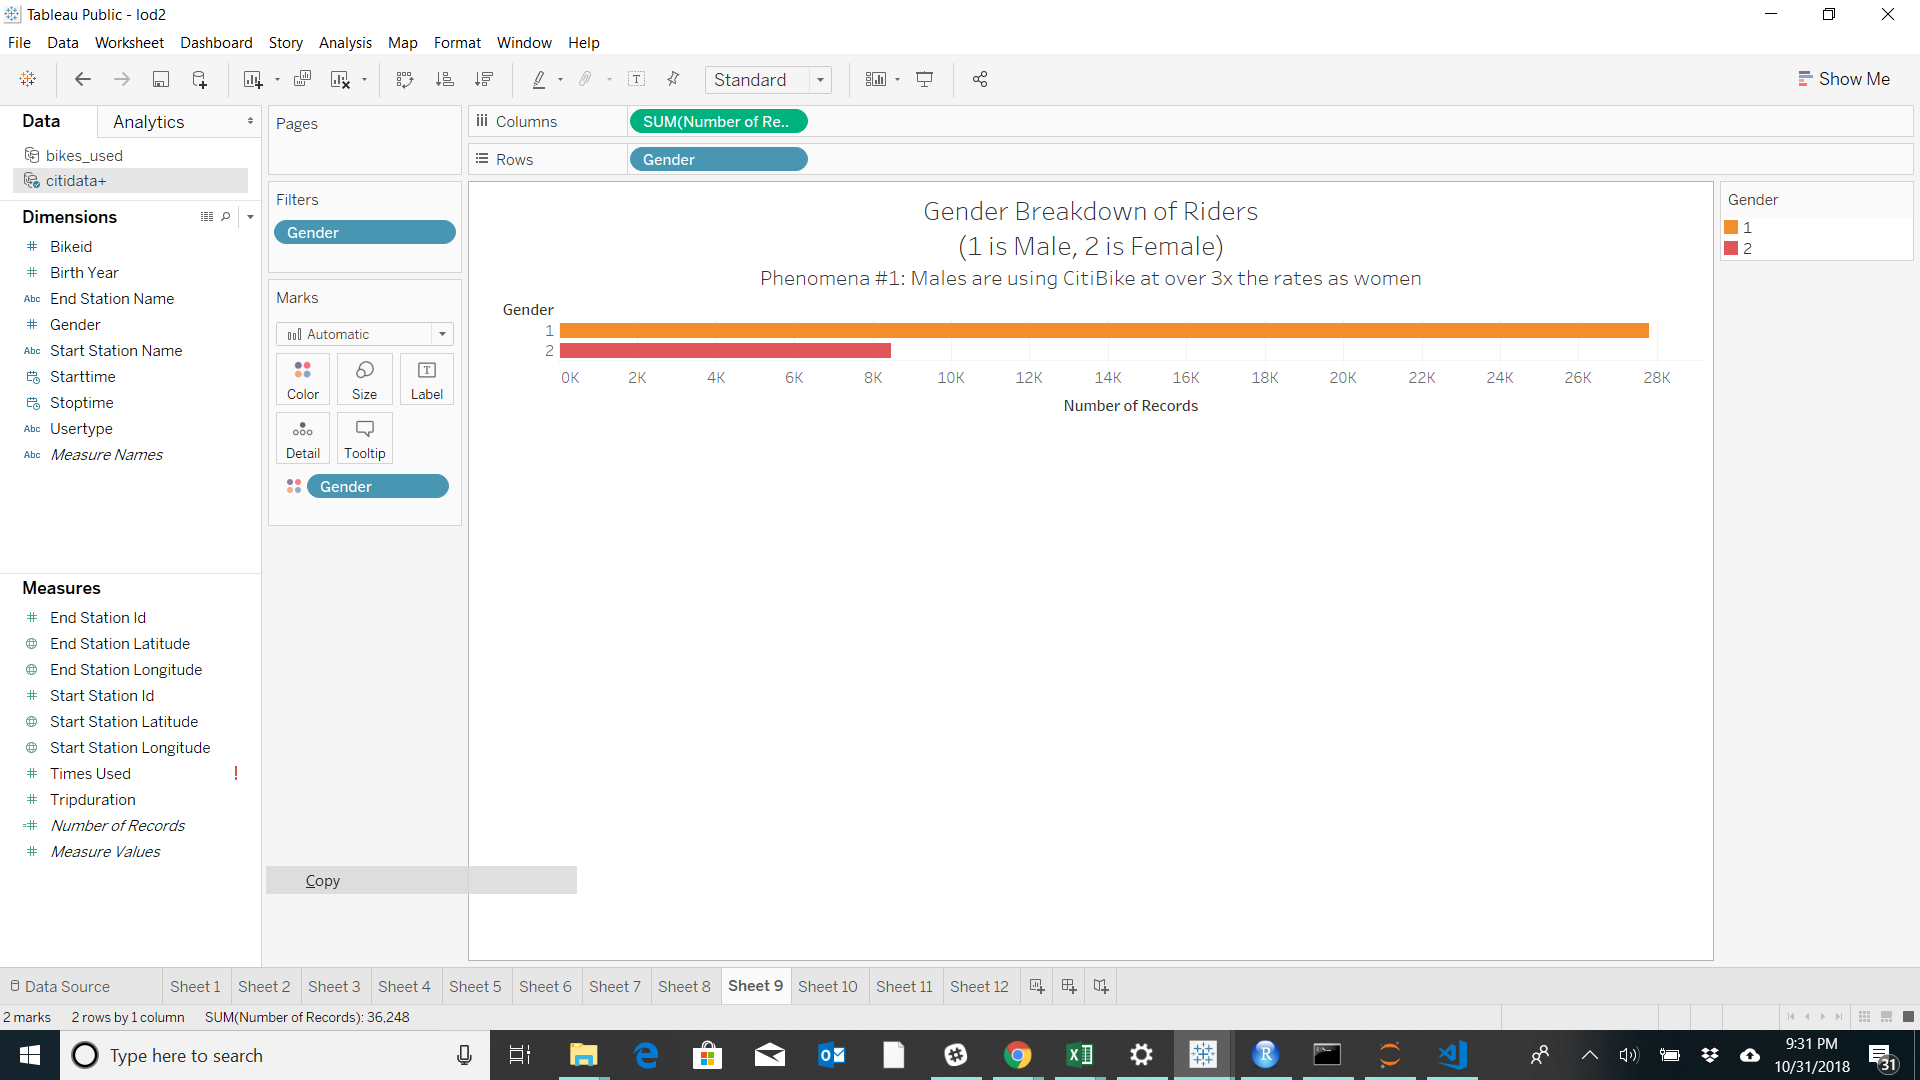 Tableau Public - lod2
File Data Worksheet Dashboard Story Analysis Map Format Window Help
Standard
Show Me
Data Analytics
bikes_used
citidata+
Dimensions
# Bikeid
# Birth Year
Abc End Station Name
# Gender
Abc Start Station Name
Starttime
Stoptime
Abc Usertype
Abc Measure Names
Measures
# End Station Id
End Station Latitude
End Station Longitude
# Start Station Id
Start Station Latitude
Start Station Longitude
# Times Used !
# Tripduration
=# Number of Records
# Measure Values
Pages
Filters
Gender
Marks
Automatic
Color Size Label
Detail Tooltip
Gender
Copy
Columns SUM(Number of Re..
Rows Gender
Gender Breakdown of Riders
(1 is Male, 2 is Female)
Phenomena #1: Males are using CitiBike at over 3x the rates as women
Gender
1
2
0K 2K 4K 6K 8K 10K 12K 14K 16K 18K 20K 22K 24K 26K 28K
Number of Records
Gender
1
2
Data Source Sheet 1 Sheet 2 Sheet 3 Sheet 4 Sheet 5 Sheet 6 Sheet 7 Sheet 8 Sheet 9 Sheet 10 Sheet 11 Sheet 12
2 marks 2 rows by 1 column SUM(Number of Records): 36,248
Type here to search
9:31 PM
10/31/2018
31